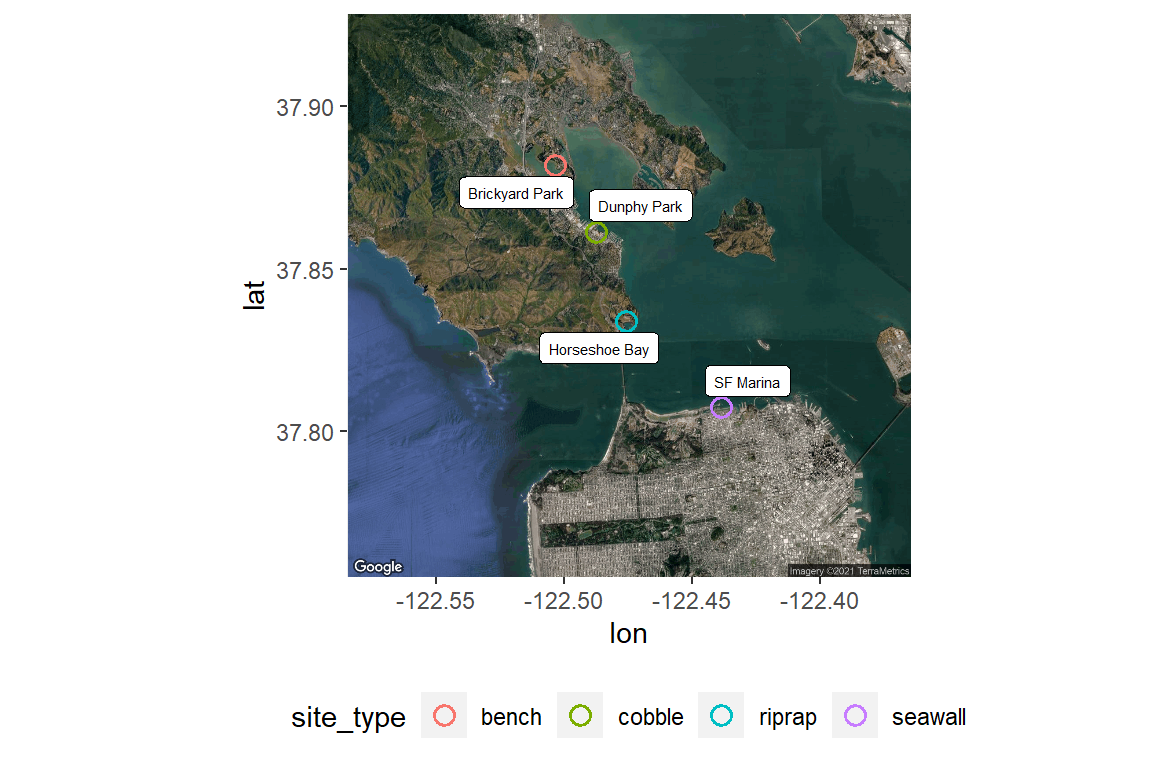 37.90
Brickyard Park
Dunphy Park
37.85
lat
Horseshoe Bay
SF Marina
37.80
Google
Imagery ©2021 TerraMetrics
-122.55 -122.50 -122.45 -122.40
lon
site_type bench cobble riprap seawall